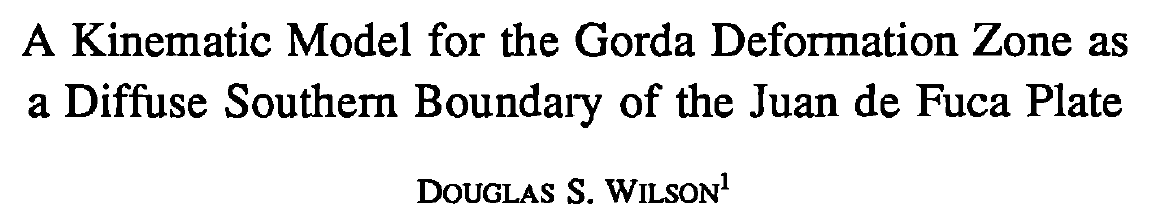 A Kinematic Model for the Gorda Deformation Zone as
a Diffuse Southern Boundary of the Juan de Fuca Plate
DOUGLAS S. WILSON¹